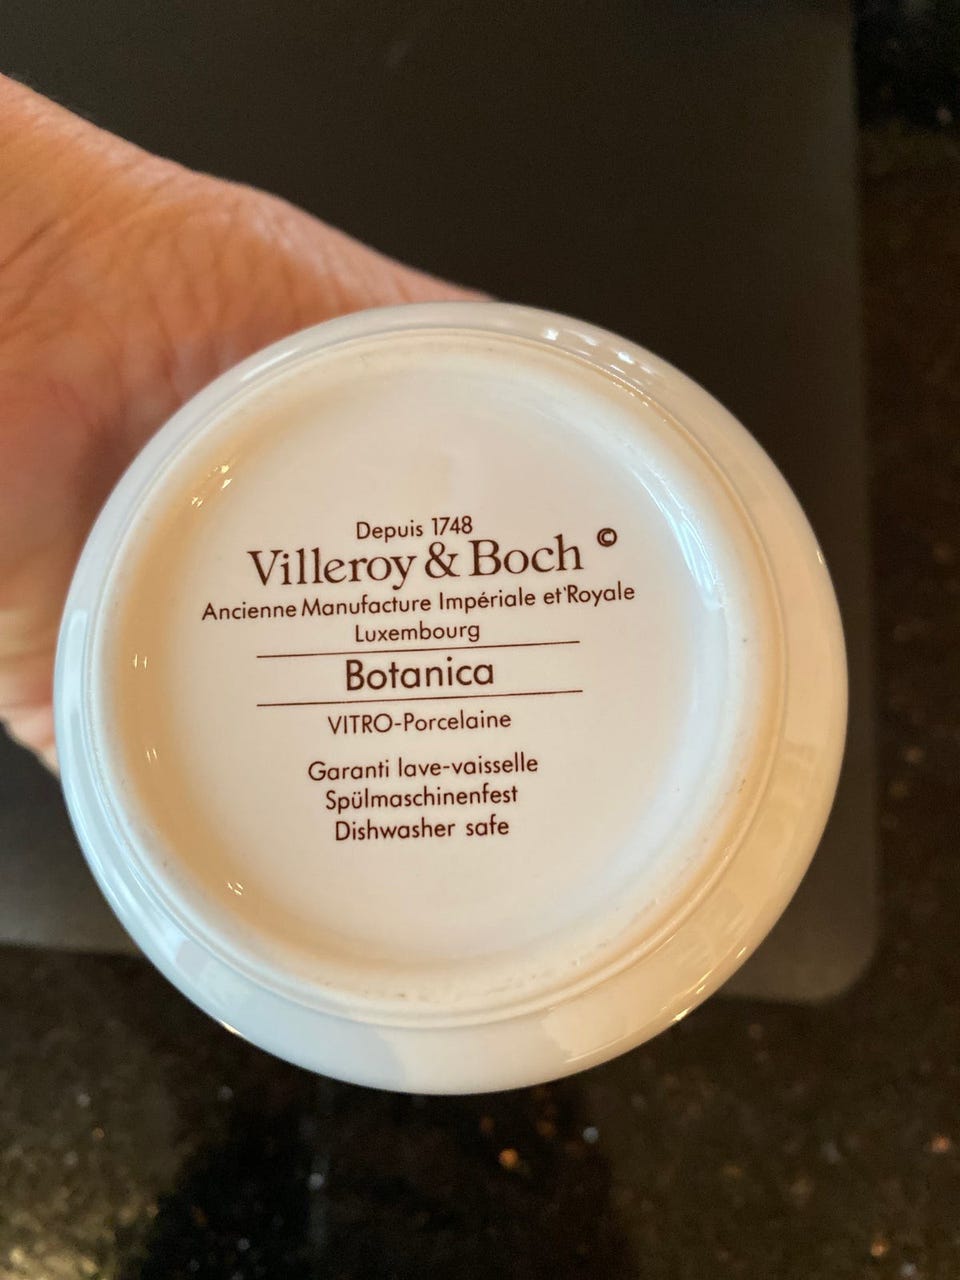 Depuis 1748
Villeroy & Boch ©
Ancienne Manufacture Impériale et Royale
Luxembourg
Botanica
VITRO-Porcelaine
Garanti lave-vaisselle
Spülmaschinenfest
Dishwasher safe